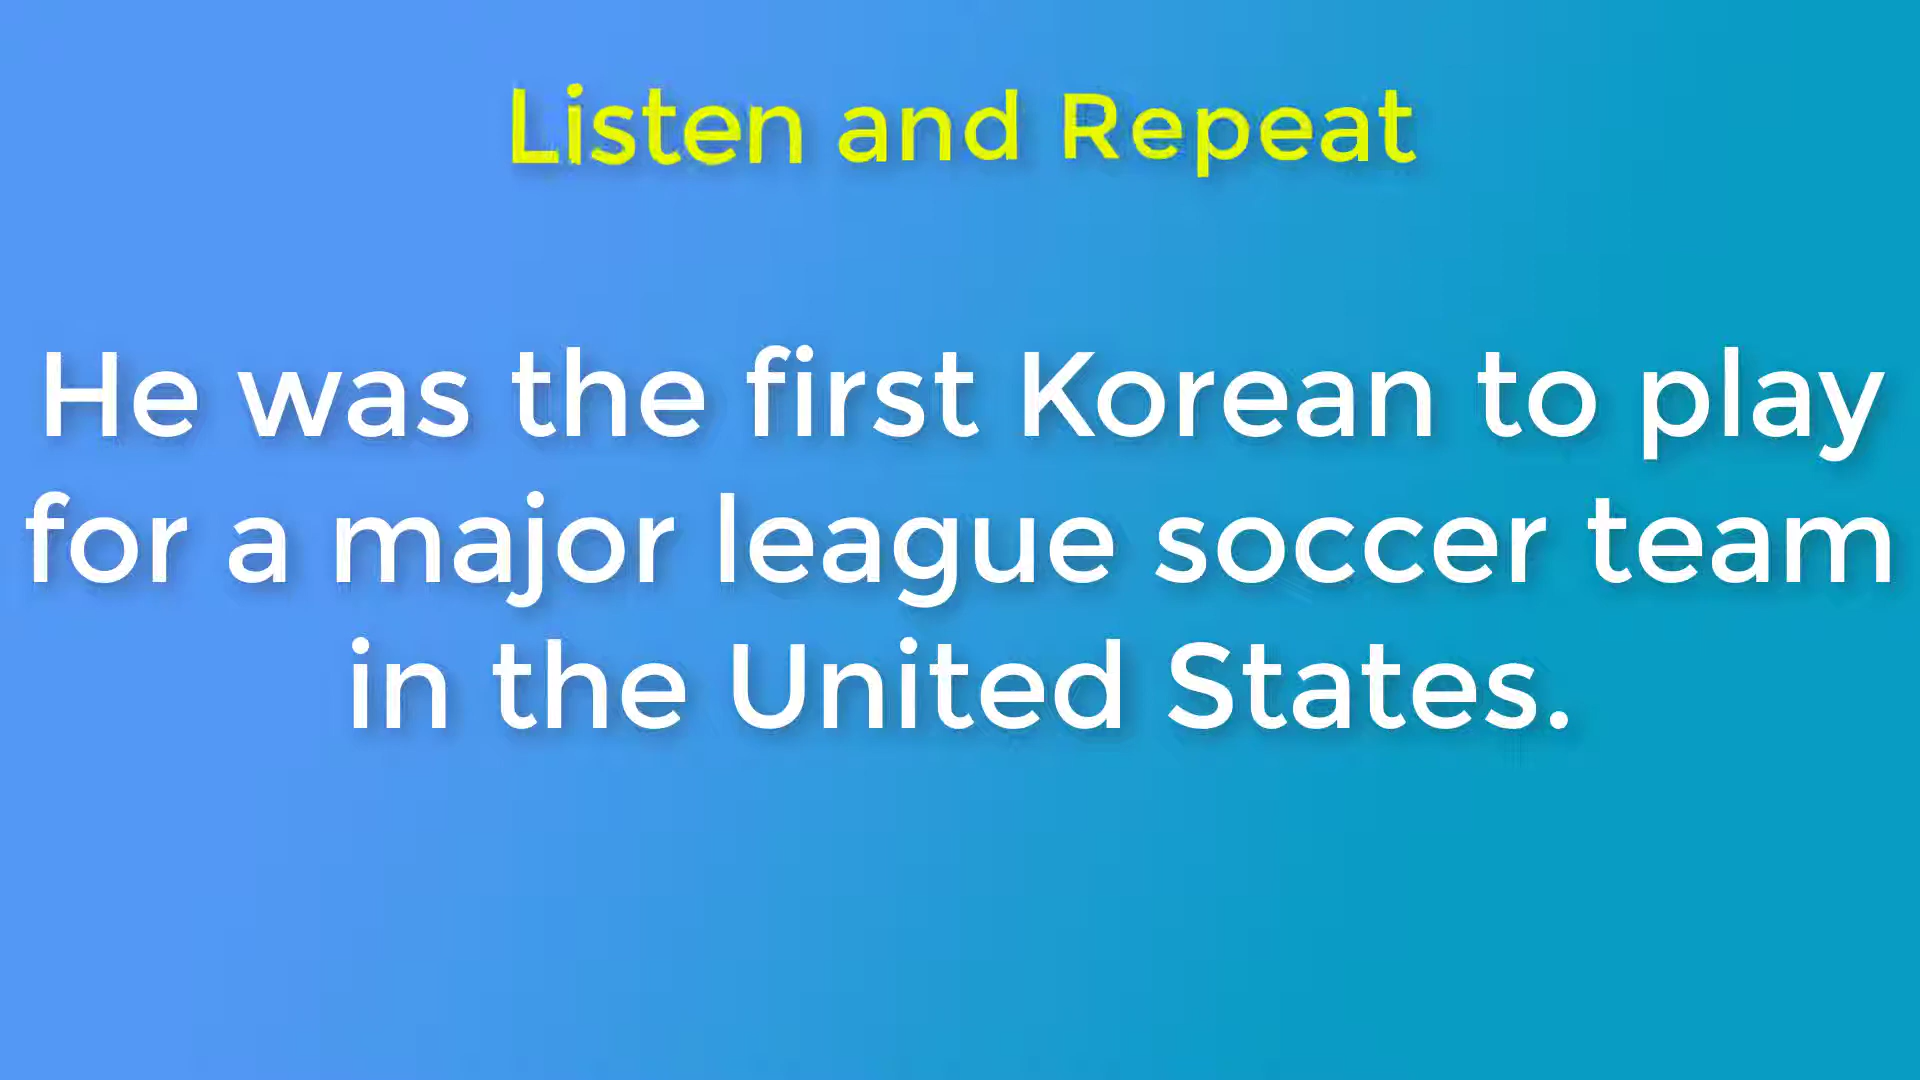 Listen and Repeat
He was the first Korean to play
for a major league soccer team
in the United States.